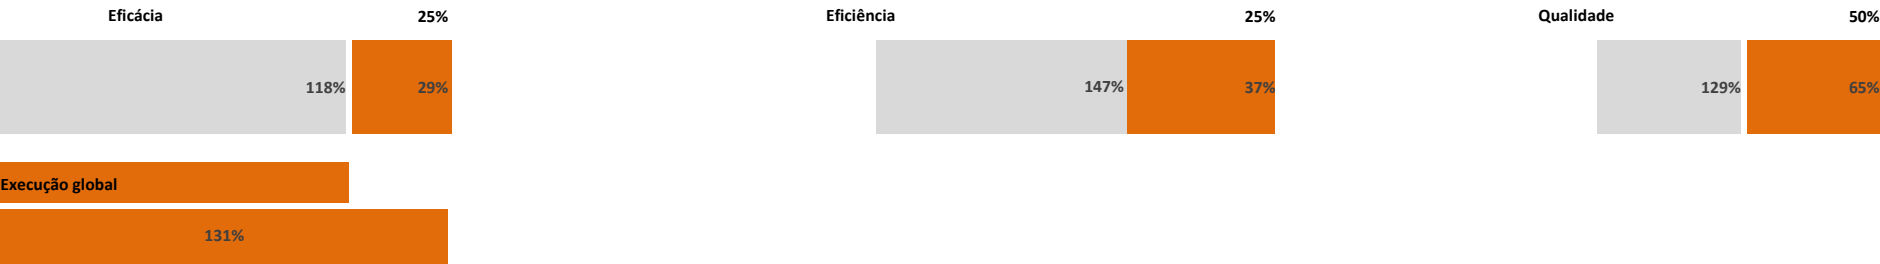 Eficácia 25% Eficiência 25% Qualidade 50%
118% 29% 147% 37% 129% 65%
Execução global
131%